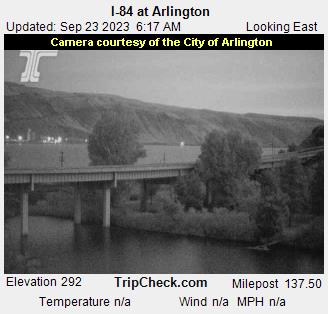 I-84 at Arlington
Updated: Sep 23 2023 6:17 AM Looking East
Camera courtesy of the City of Arlington
Elevation 292 TripCheck.com Milepost 137.50
Temperature n/a Wind n/a MPH n/a